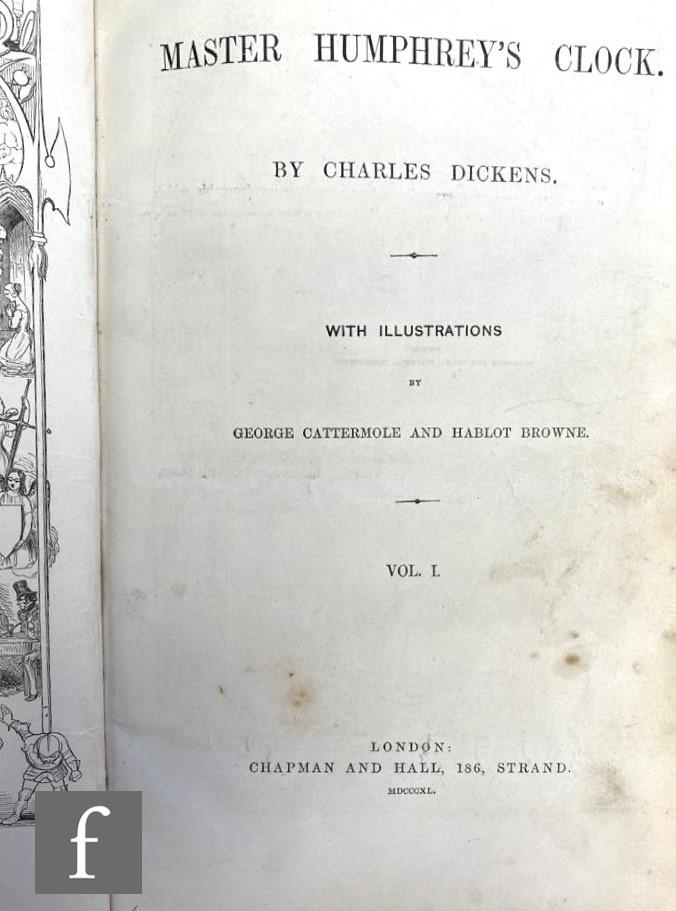 MASTER HUMPHREY'S CLOCK.
BY CHARLES DICKENS.
WITH ILLUSTRATIONS
BY
GEORGE CATTERMOLE AND HABLOT BROWNE.
VOL. I.
LONDON:
CHAPMAN AND HALL, 186, STRAND.
MDCCCXL.
f